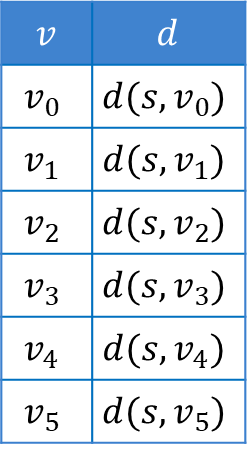 v d
v₀ d(s, v₀)
v₁ d(s, v₁)
v₂ d(s, v₂)
v₃ d(s, v₃)
v₄ d(s, v₄)
v₅ d(s, v₅)